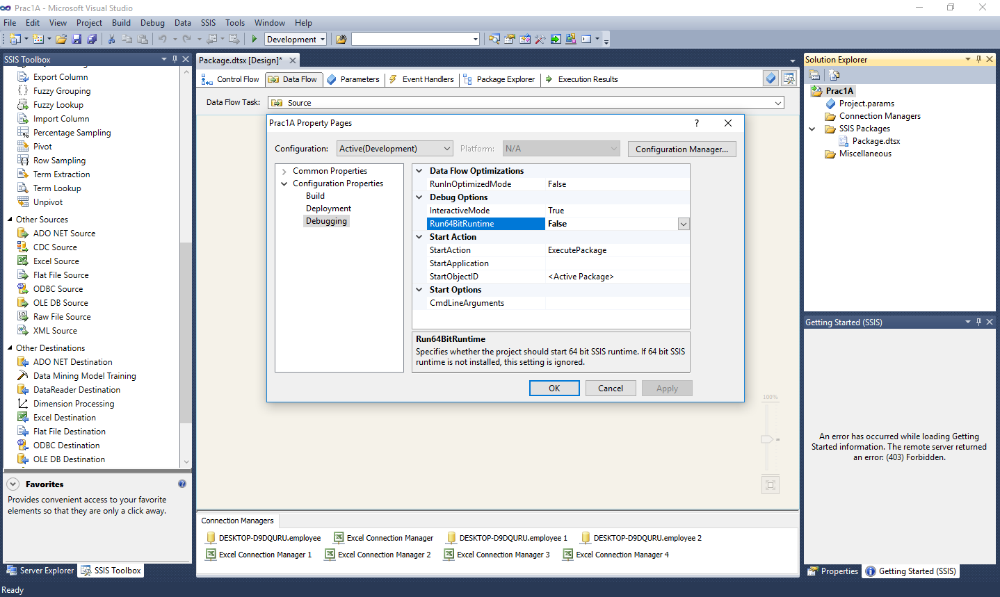 Prac1A - Microsoft Visual Studio
File Edit View Project Build Debug Data SSIS Tools Window Help
Development
SSIS Toolbox
Export Column
Fuzzy Grouping
Fuzzy Lookup
Import Column
Percentage Sampling
Pivot
Row Sampling
Term Extraction
Term Lookup
Unpivot
Other Sources
ADO NET Source
CDC Source
Excel Source
Flat File Source
ODBC Source
OLE DB Source
Raw File Source
XML Source
Other Destinations
ADO NET Destination
Data Mining Model Training
DataReader Destination
Dimension Processing
Excel Destination
Flat File Destination
ODBC Destination
OLE DB Destination
Favorites
Provides convenient access to your favorite
elements so that they are only a click away.
Server Explorer SSIS Toolbox
Package.dtsx [Design]*
Control Flow Data Flow Parameters Event Handlers Package Explorer Execution Results
Data Flow Task: Source
Prac1A Property Pages ?
Configuration: Active(Development) Platform: N/A Configuration Manager...
Common Properties
Configuration Properties
Build
Deployment
Debugging
Data Flow Optimizations
RunInOptimizedMode False
Debug Options
InteractiveMode True
Run64BitRuntime False
Start Action
StartAction ExecutePackage
StartApplication
StartObjectID <Active Package>
Start Options
CmdLineArguments
Run64BitRuntime
Specifies whether the project should start 64 bit SSIS runtime. If 64 bit SSIS
runtime is not installed, this setting is ignored.
OK Cancel Apply
100%
Connection Managers
DESKTOP-D9DQURU.employee Excel Connection Manager DESKTOP-D9DQURU.employee 1 DESKTOP-D9DQURU.employee 2
Excel Connection Manager 1 Excel Connection Manager 2 Excel Connection Manager 3 Excel Connection Manager 4
Solution Explorer
Prac1A
Project.params
Connection Managers
SSIS Packages
Package.dtsx
Miscellaneous
Getting Started (SSIS)
An error has occurred while loading Getting
Started information. The remote server returned
an error: (403) Forbidden.
Properties Getting Started (SSIS)
Ready